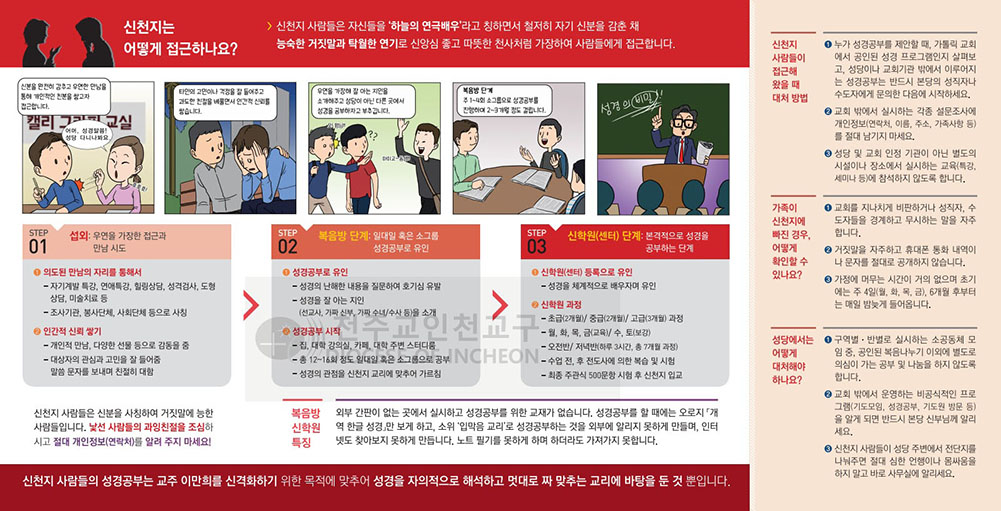 신천지는
어떻게 접근하나요?
신천지 사람들은 자신들을 '하늘의 연극배우'라고 칭하면서 철저히 자기 신분을 감춘 채
능숙한 거짓말과 탁월한 연기로 신앙심 좋고 따뜻한 천사처럼 가장하여 사람들에게 접근합니다.
신분을 완전히 감추고 우연한 만남을
통해 개인적인 친분을 쌓고자
접근합니다.
캘리 그라피 교실
어머, 성경말씀!
성당 다니나봐요.
타인의 고민이나 걱정을 잘 들어주고
과도한 친절을 베풀면서 인간적 신뢰를
쌓습니다.
우연을 가장해 잘 아는 지인을
소개해주고 성당이 아닌 다른 곳에서
성경을 공부하자고 부추깁니다.
복음방 단계
주 1~4회 소그룹으로 성경공부를
진행하며 2~3개월 정도 걸립니다.
성경의 비밀
STEP
01
섭외: 우연을 가장한 접근과
만남 시도
❶ 의도된 만남의 자리를 통해서
- 자기계발 특강, 연애특강, 힐링상담, 성격검사, 도형
상담, 미술치료 등
- 조사기관, 봉사단체, 사회단체 등으로 사칭
❷ 인간적 신뢰 쌓기
- 개인적 만남, 다양한 선물 등으로 감동을 줌
- 대상자의 관심과 고민을 잘 들어줌
말씀 문자를 보내며 친절히 대함
STEP
02
복음방 단계: 일대일 혹은 소그룹
성경공부로 유인
❶ 성경공부로 유인
- 성경의 난해한 내용을 질문하여 호기심 유발
- 성경을 잘 아는 지인
(선교사, 가짜 신부, 가짜 수녀/수사 등)을 소개
❷ 성경공부 시작
- 집, 대학 강의실, 카페, 대학 주변 스터디룸
- 총 12~16회 정도 일대일 혹은 소그룹으로 공부
- 성경의 관점을 신천지 교리에 맞추어 가르침
STEP
03
신학원(센터) 단계: 본격적으로 성경을
공부하는 단계
❶ 신학원(센터) 등록으로 유인
- 성경을 체계적으로 배우자며 유인
❷ 신학원 과정
- 초급(2개월)/ 중급(2개월)/ 고급(3개월) 과정
- 월, 화, 목, 금(교육)/ 수, 토(보강)
- 오전반/ 저녁반(하루 3시간, 총 7개월 과정)
- 수업 전, 후 전도사에 의한 복습 및 시험
- 최종 주관식 500문항 시험 후 신천지 입교
천주교인천교구
신천지 사람들은 신분을 사칭하여 거짓말에 능한
사람들입니다. 낯선 사람들의 과잉친절을 조심하
시고 절대 개인정보(연락처)를 알려 주지 마세요!
복음방
신학원
특징
외부 간판이 없는 곳에서 실시하고 성경공부를 위한 교재가 없습니다. 성경공부를 할 때에는 오로지 「개
역 한글 성경」만 보게 하고, 소위 '입막음 교리'로 성경공부하는 것을 외부에 알리지 못하게 만들며, 인터
넷도 찾아보지 못하게 만듭니다. 노트 필기를 못하게 하며 하더라도 가져가지 못합니다.
신천지 사람들의 성경공부는 교주 이만희를 신격화하기 위한 목적에 맞추어 성경을 자의적으로 해석하고 멋대로 짜 맞추는 교리에 바탕을 둔 것 뿐입니다.
신천지
사람들이
접근해
왔을 때
대처 방법
❶ 누가 성경공부를 제안할 때, 가톨릭 교회
에서 공인된 성경 프로그램인지 살펴보
고, 성당이나 교회기관 밖에서 이루어지
는 성경공부는 반드시 본당의 성직자나
수도자에게 문의한 다음에 시작하세요.
❷ 교회 밖에서 실시하는 각종 설문조사에
개인정보(연락처, 이름, 주소, 가족사항 등)
를 절대 남기지 마세요.
❸ 성당 및 교회 인정 기관이 아닌 별도의
시설이나 장소에서 실시하는 교육(특강,
세미나 등)에 참석하지 않도록 합니다.
가족이
신천지에
빠진 경우,
어떻게
확인할 수
있나요?
❶ 교회를 지나치게 비판하거나 성직자, 수
도자들을 경계하고 무시하는 말을 자주
합니다.
❷ 거짓말을 자주하고 휴대폰 통화 내역이
나 문자를 절대로 공개하지 않습니다.
❸ 가정에 머무는 시간이 거의 없으며 초기
에는 주 4일(월, 화, 목, 금), 6개월 후부터
는 매일 밤늦게 들어옵니다.
성당에서는
어떻게
대처해야
하나요?
❶ 구역별·반별로 실시하는 소공동체 모
임 중, 공인된 복음나누기 이외에 별도로
의심이 가는 공부 및 나눔을 하지 않도록
합니다.
❷ 교회 밖에서 운영하는 비공식적인 프로
그램(기도모임, 성경공부, 기도원 방문 등)
을 알게 되면 반드시 본당 신부님께 알리
세요.
❸ 신천지 사람들이 성당 주변에서 전단지를
나눠주면 절대 심한 언행이나 몸싸움을
하지 말고 바로 사무실에 알리세요.